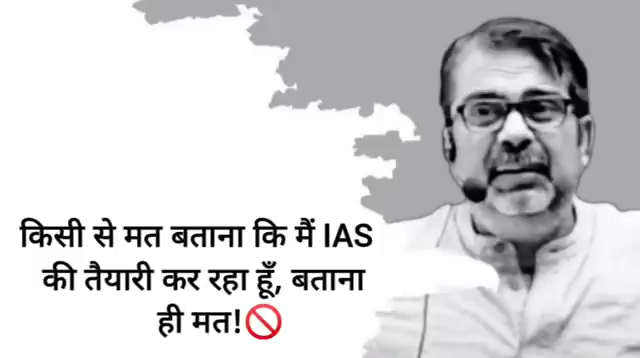 किसी से मत बताना कि मैं IAS
की तैयारी कर रहा हूँ, बताना
ही मत!🚫